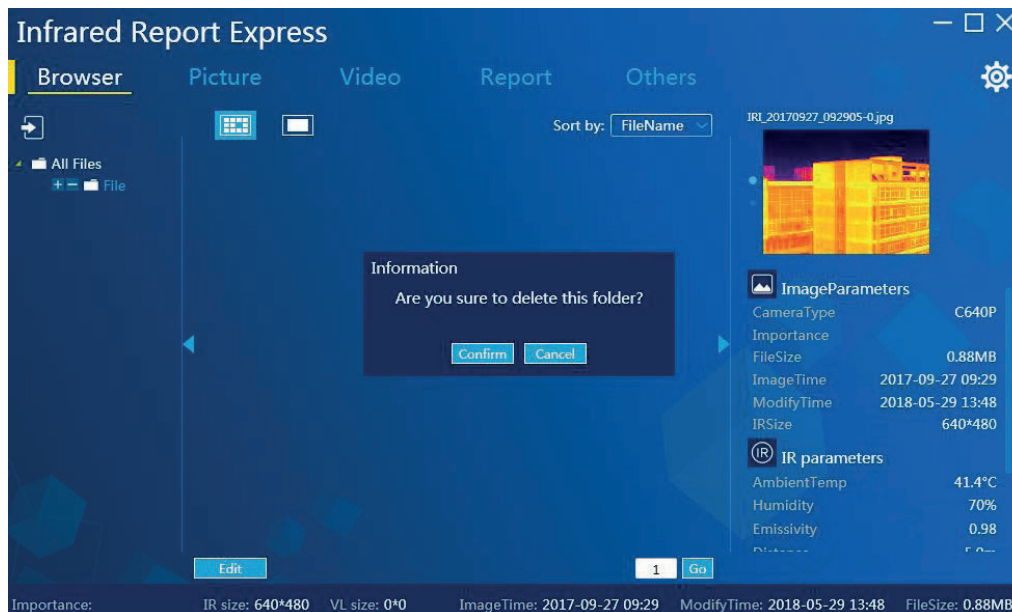 Infrared Report Express
Browser Picture Video Report Others
Sort by: FileName
All Files
File
Information
Are you sure to delete this folder?
Confirm Cancel
Edit
1 Go
IRI_20170927_092905-0.jpg
ImageParameters
CameraType C640P
Importance
FileSize 0.88MB
ImageTime 2017-09-27 09:29
ModifyTime 2018-05-29 13:48
IRSize 640*480
IR IR parameters
AmbientTemp 41.4°C
Humidity 70%
Emissivity 0.98
Importance: IR size: 640*480 VL size: 0*0 ImageTime: 2017-09-27 09:29 ModifyTime: 2018-05-29 13:48 FileSize: 0.88MB